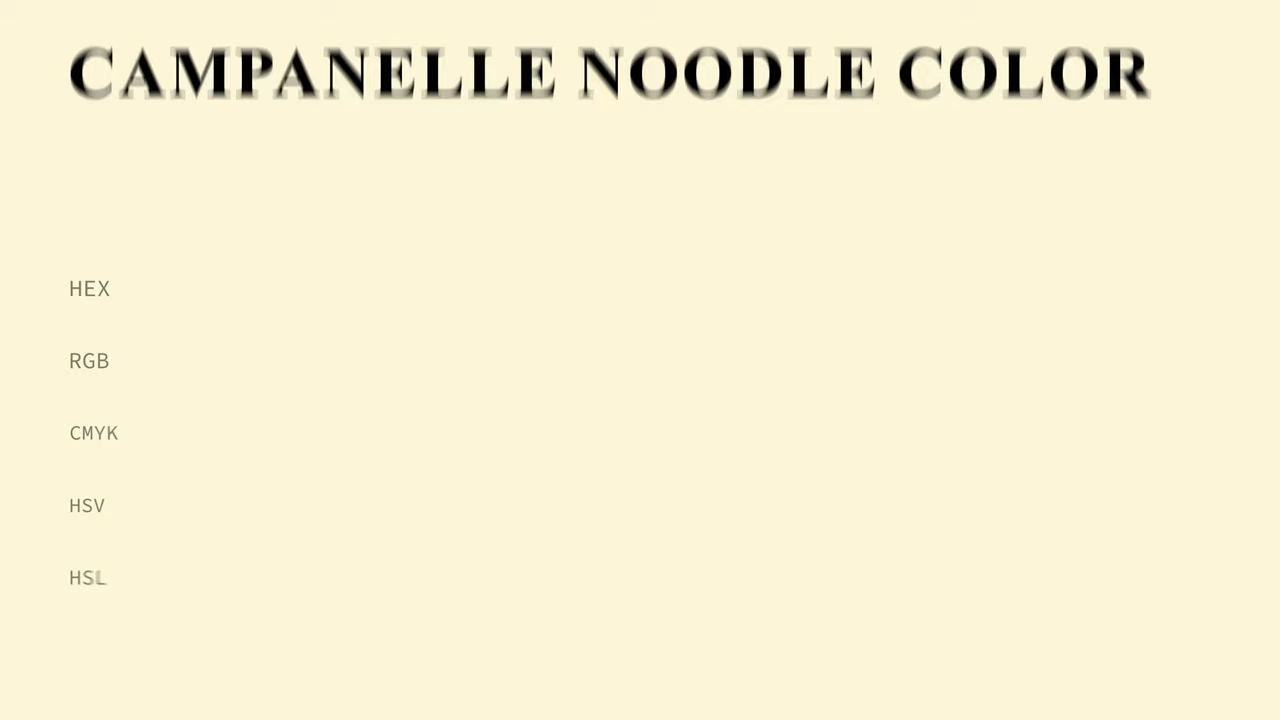 CAMPANELLE NOODLE COLOR
HEX
RGB
CMYK
HSV
HSL